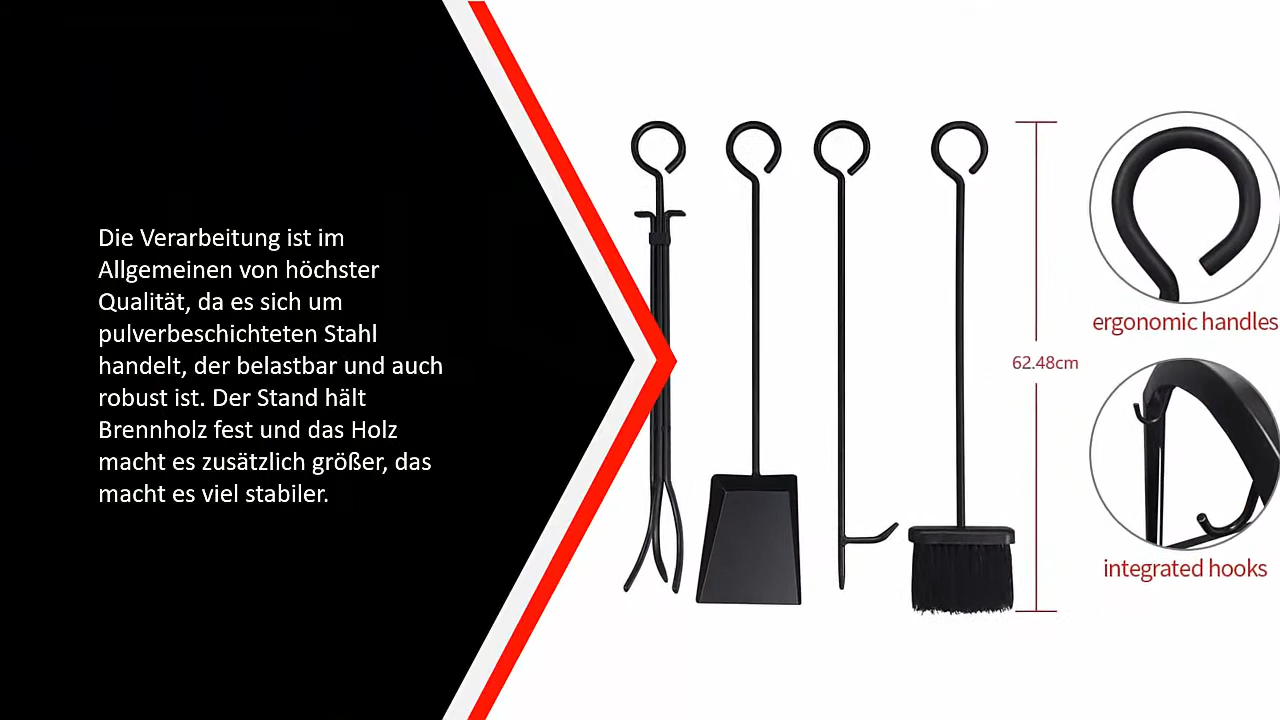 Die Verarbeitung ist im
Allgemeinen von höchster
Qualität, da es sich um
pulverbeschichteten Stahl
handelt, der belastbar und auch
robust ist. Der Stand hält
Brennholz fest und das Holz
macht es zusätzlich größer, das
macht es viel stabiler.
62.48cm
ergonomic handles
integrated hooks